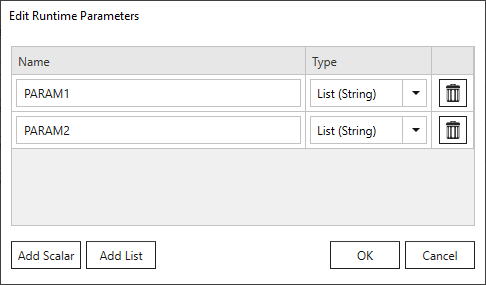 Edit Runtime Parameters
Name Type
PARAM1 List (String)
PARAM2 List (String)
Add Scalar Add List OK Cancel